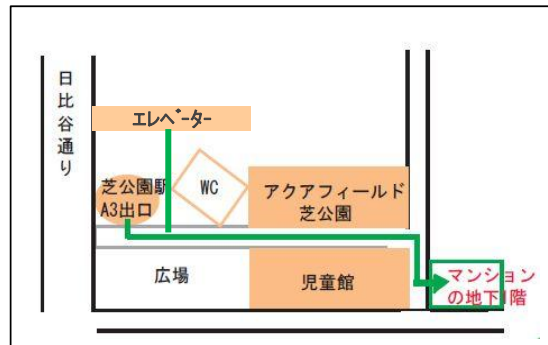 日比谷通り
エレベーター
芝公園駅
A3出口
WC
アクアフィールド
芝公園
広場
児童館
マンション
の地下1階